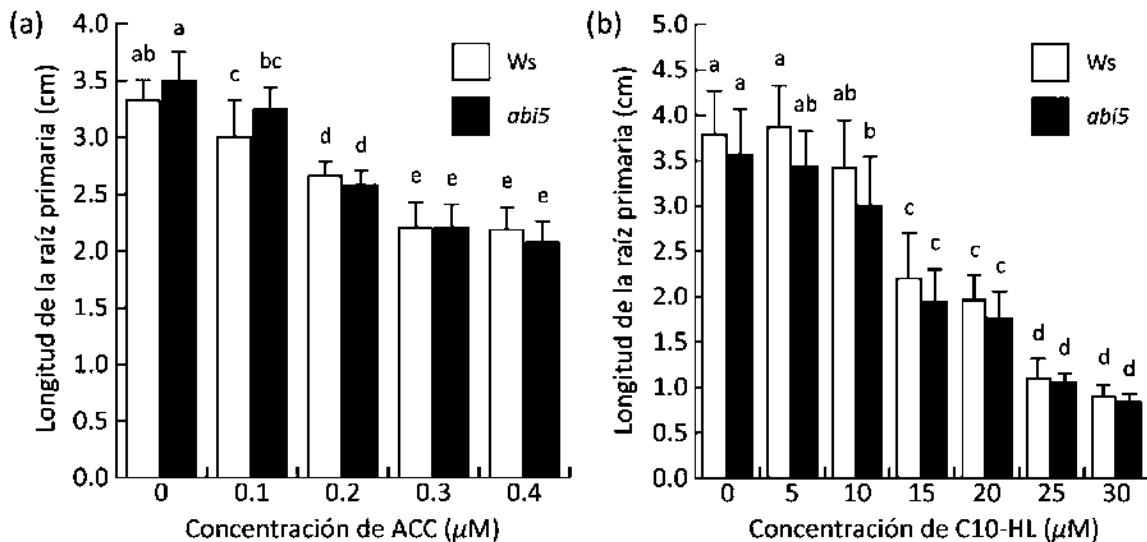 (a)
Longitud de la raíz primaria (cm)
4.0
3.5
3.0
2.5
2.0
1.5
1.0
0.5
0.0
ab a c bc d d e e e e
Ws
abi5
0 0.1 0.2 0.3 0.4
Concentración de ACC (μM)
(b)
Longitud de la raíz primaria (cm)
5.0
4.5
4.0
3.5
3.0
2.5
2.0
1.5
1.0
0.5
0.0
a a a ab ab b c c c c d d d d
Ws
abi5
0 5 10 15 20 25 30
Concentración de C10-HL (μM)